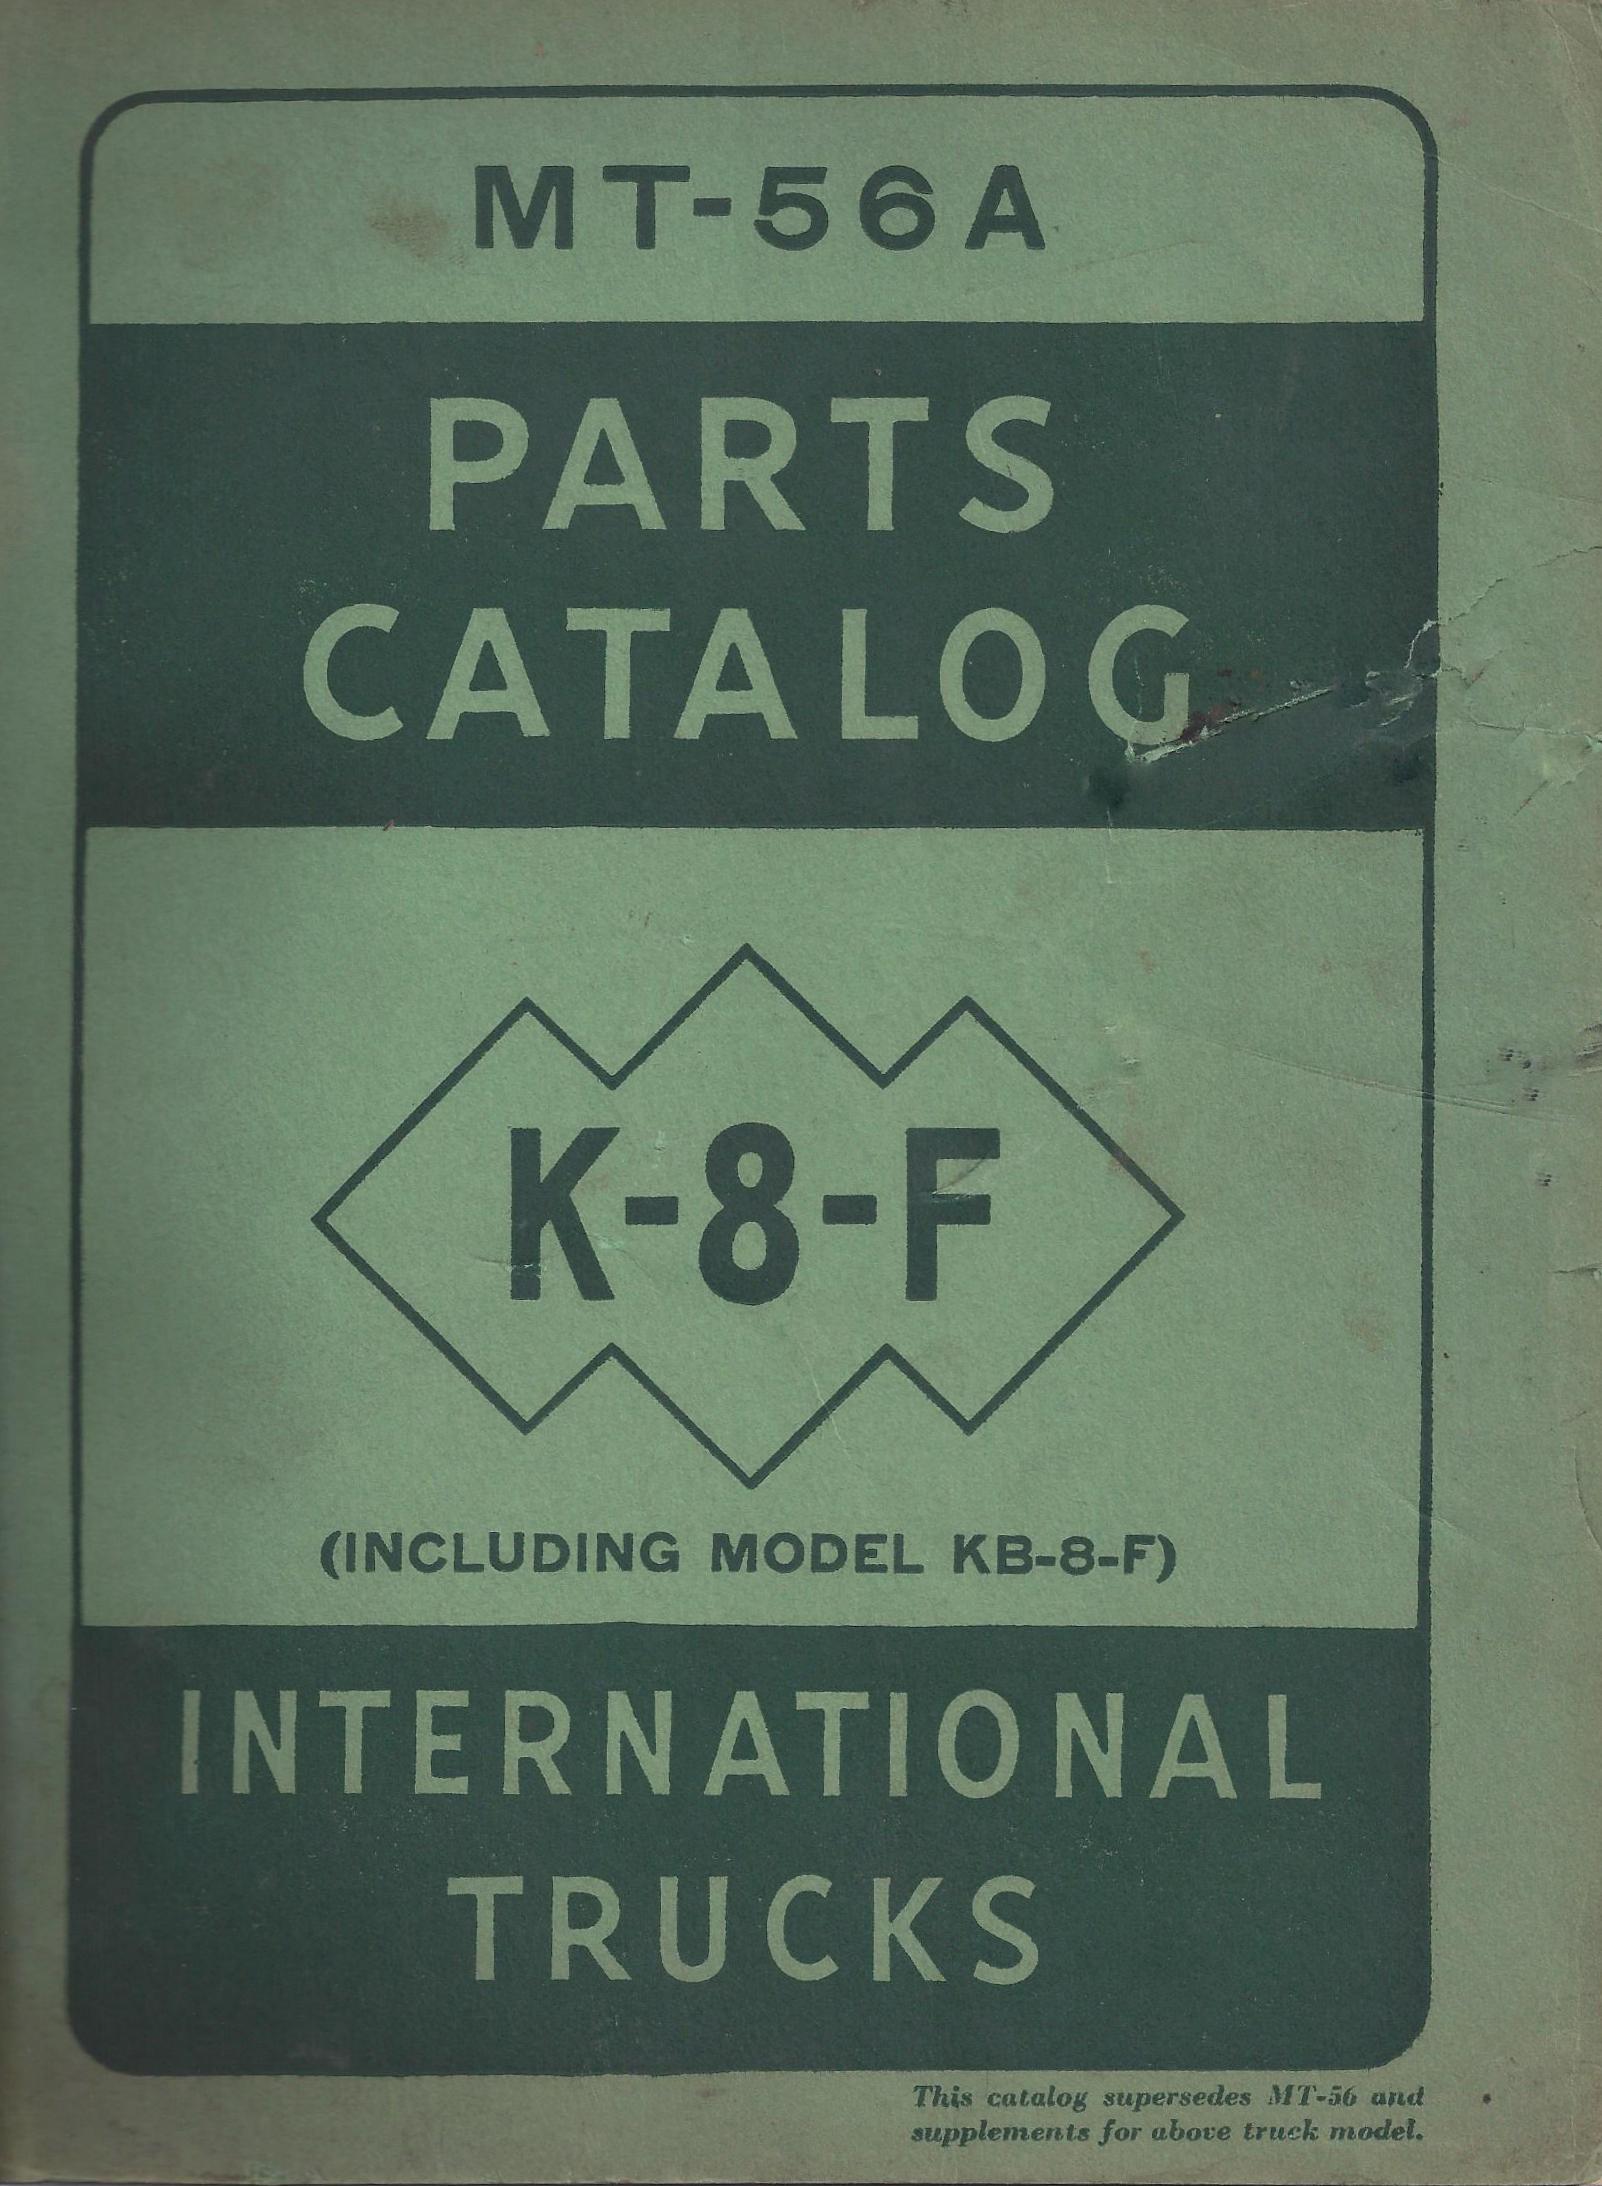 MT-56A
PARTS
CATALOG
K-8-F
(INCLUDING MODEL KB-8-F)
INTERNATIONAL
TRUCKS
This catalog supersedes MT-56 and
supplements for above truck model.